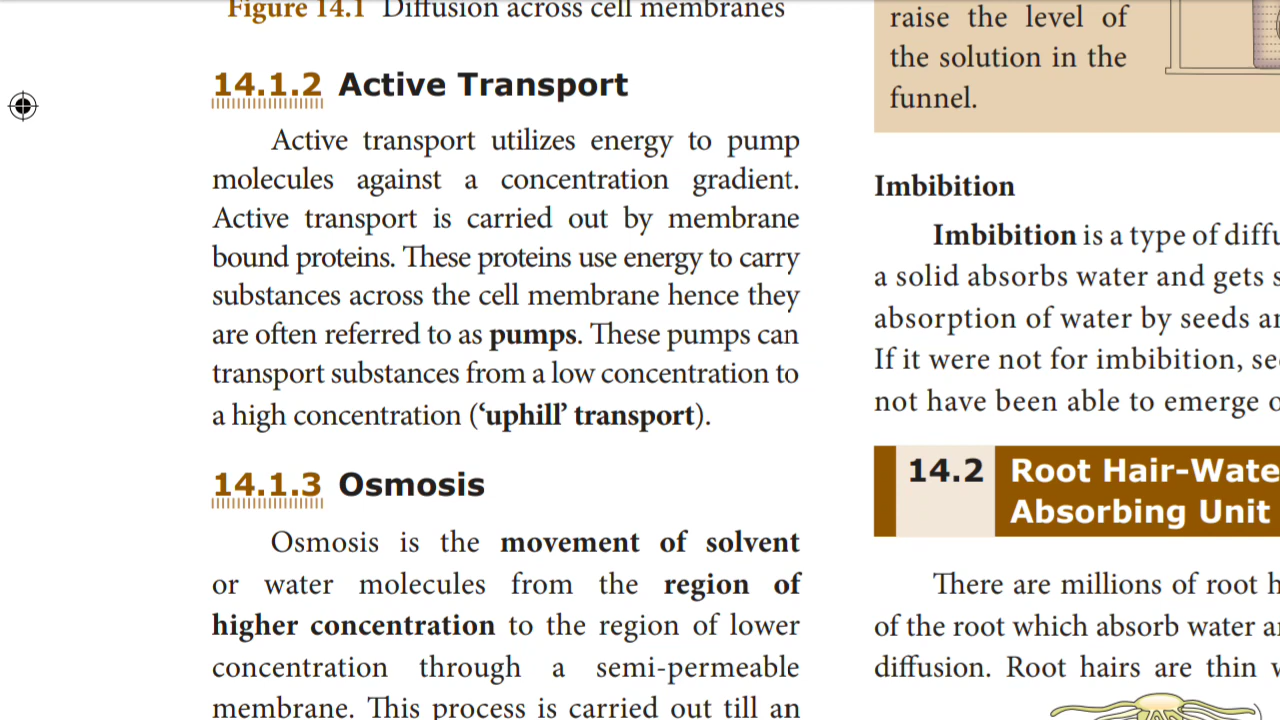 Figure 14.1 Diffusion across cell membranes
14.1.2 Active Transport
Active transport utilizes energy to pump
molecules against a concentration gradient.
Active transport is carried out by membrane
bound proteins. These proteins use energy to carry
substances across the cell membrane hence they
are often referred to as pumps. These pumps can
transport substances from a low concentration to
a high concentration (‘uphill’ transport).
14.1.3 Osmosis
Osmosis is the movement of solvent
or water molecules from the region of
higher concentration to the region of lower
concentration through a semi-permeable
membrane. This process is carried out till an
raise the level of
the solution in the
funnel.
Imbibition
Imbibition is a type of
a solid absorbs water and gets
absorption of water by seeds
If it were not for imbibition,
not have been able to emerge
14.2 Root Hair-Wate
Absorbing Unit
There are millions of root
of the root which absorb water
diffusion. Root hairs are thin